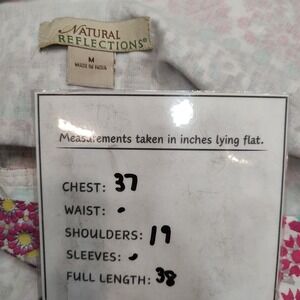 NATURAL
REFLECTIONS®
M
MADE IN INDIA
Measurements taken in inches lying flat.
CHEST: 37
WAIST: -
SHOULDERS: 19
SLEEVES: -
FULL LENGTH: 38